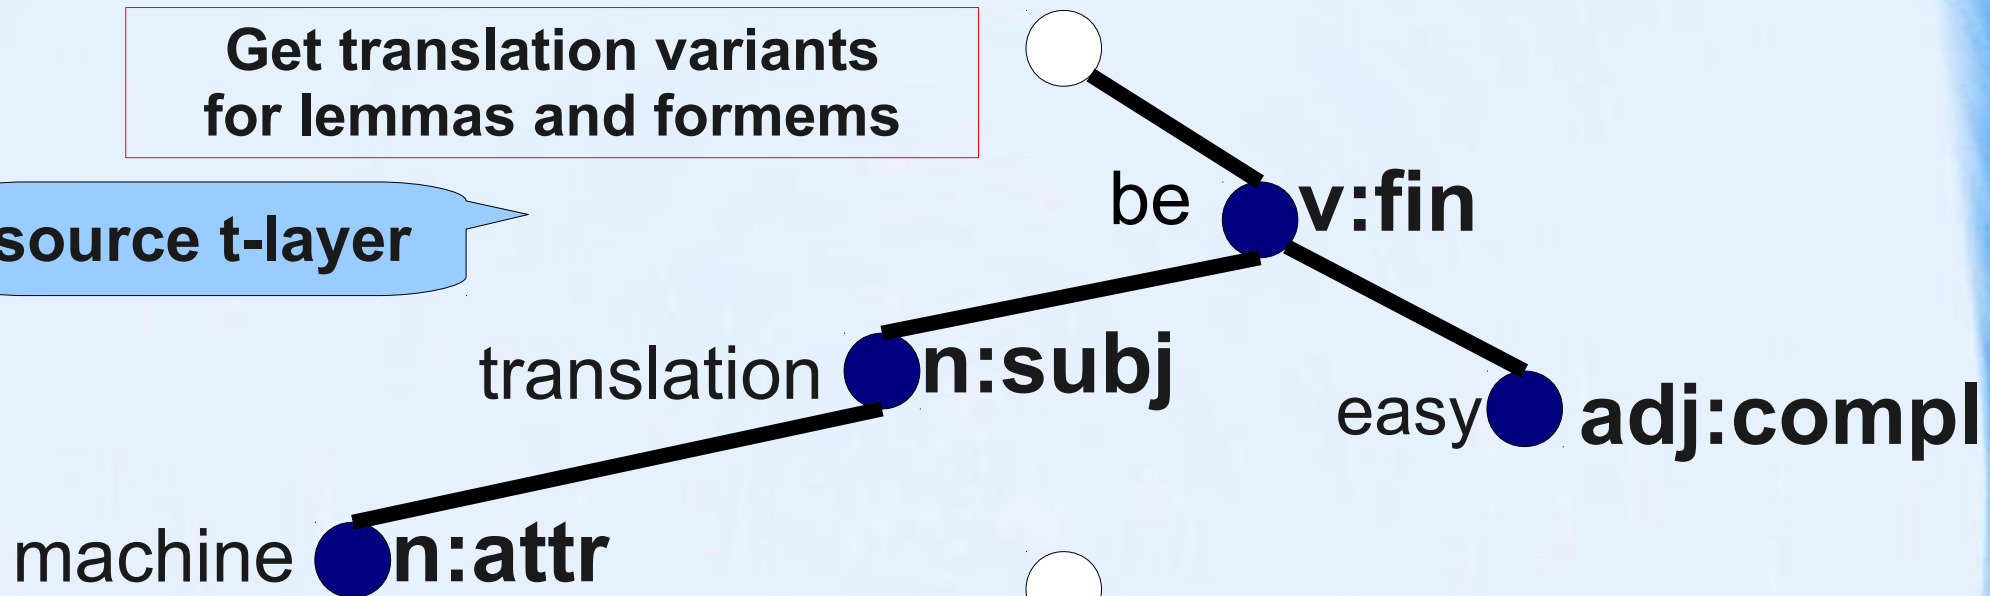 Get translation variants
for lemmas and formems
be v:fin
source t-layer
translation n:subj
easy adj:compl
machine n:attr